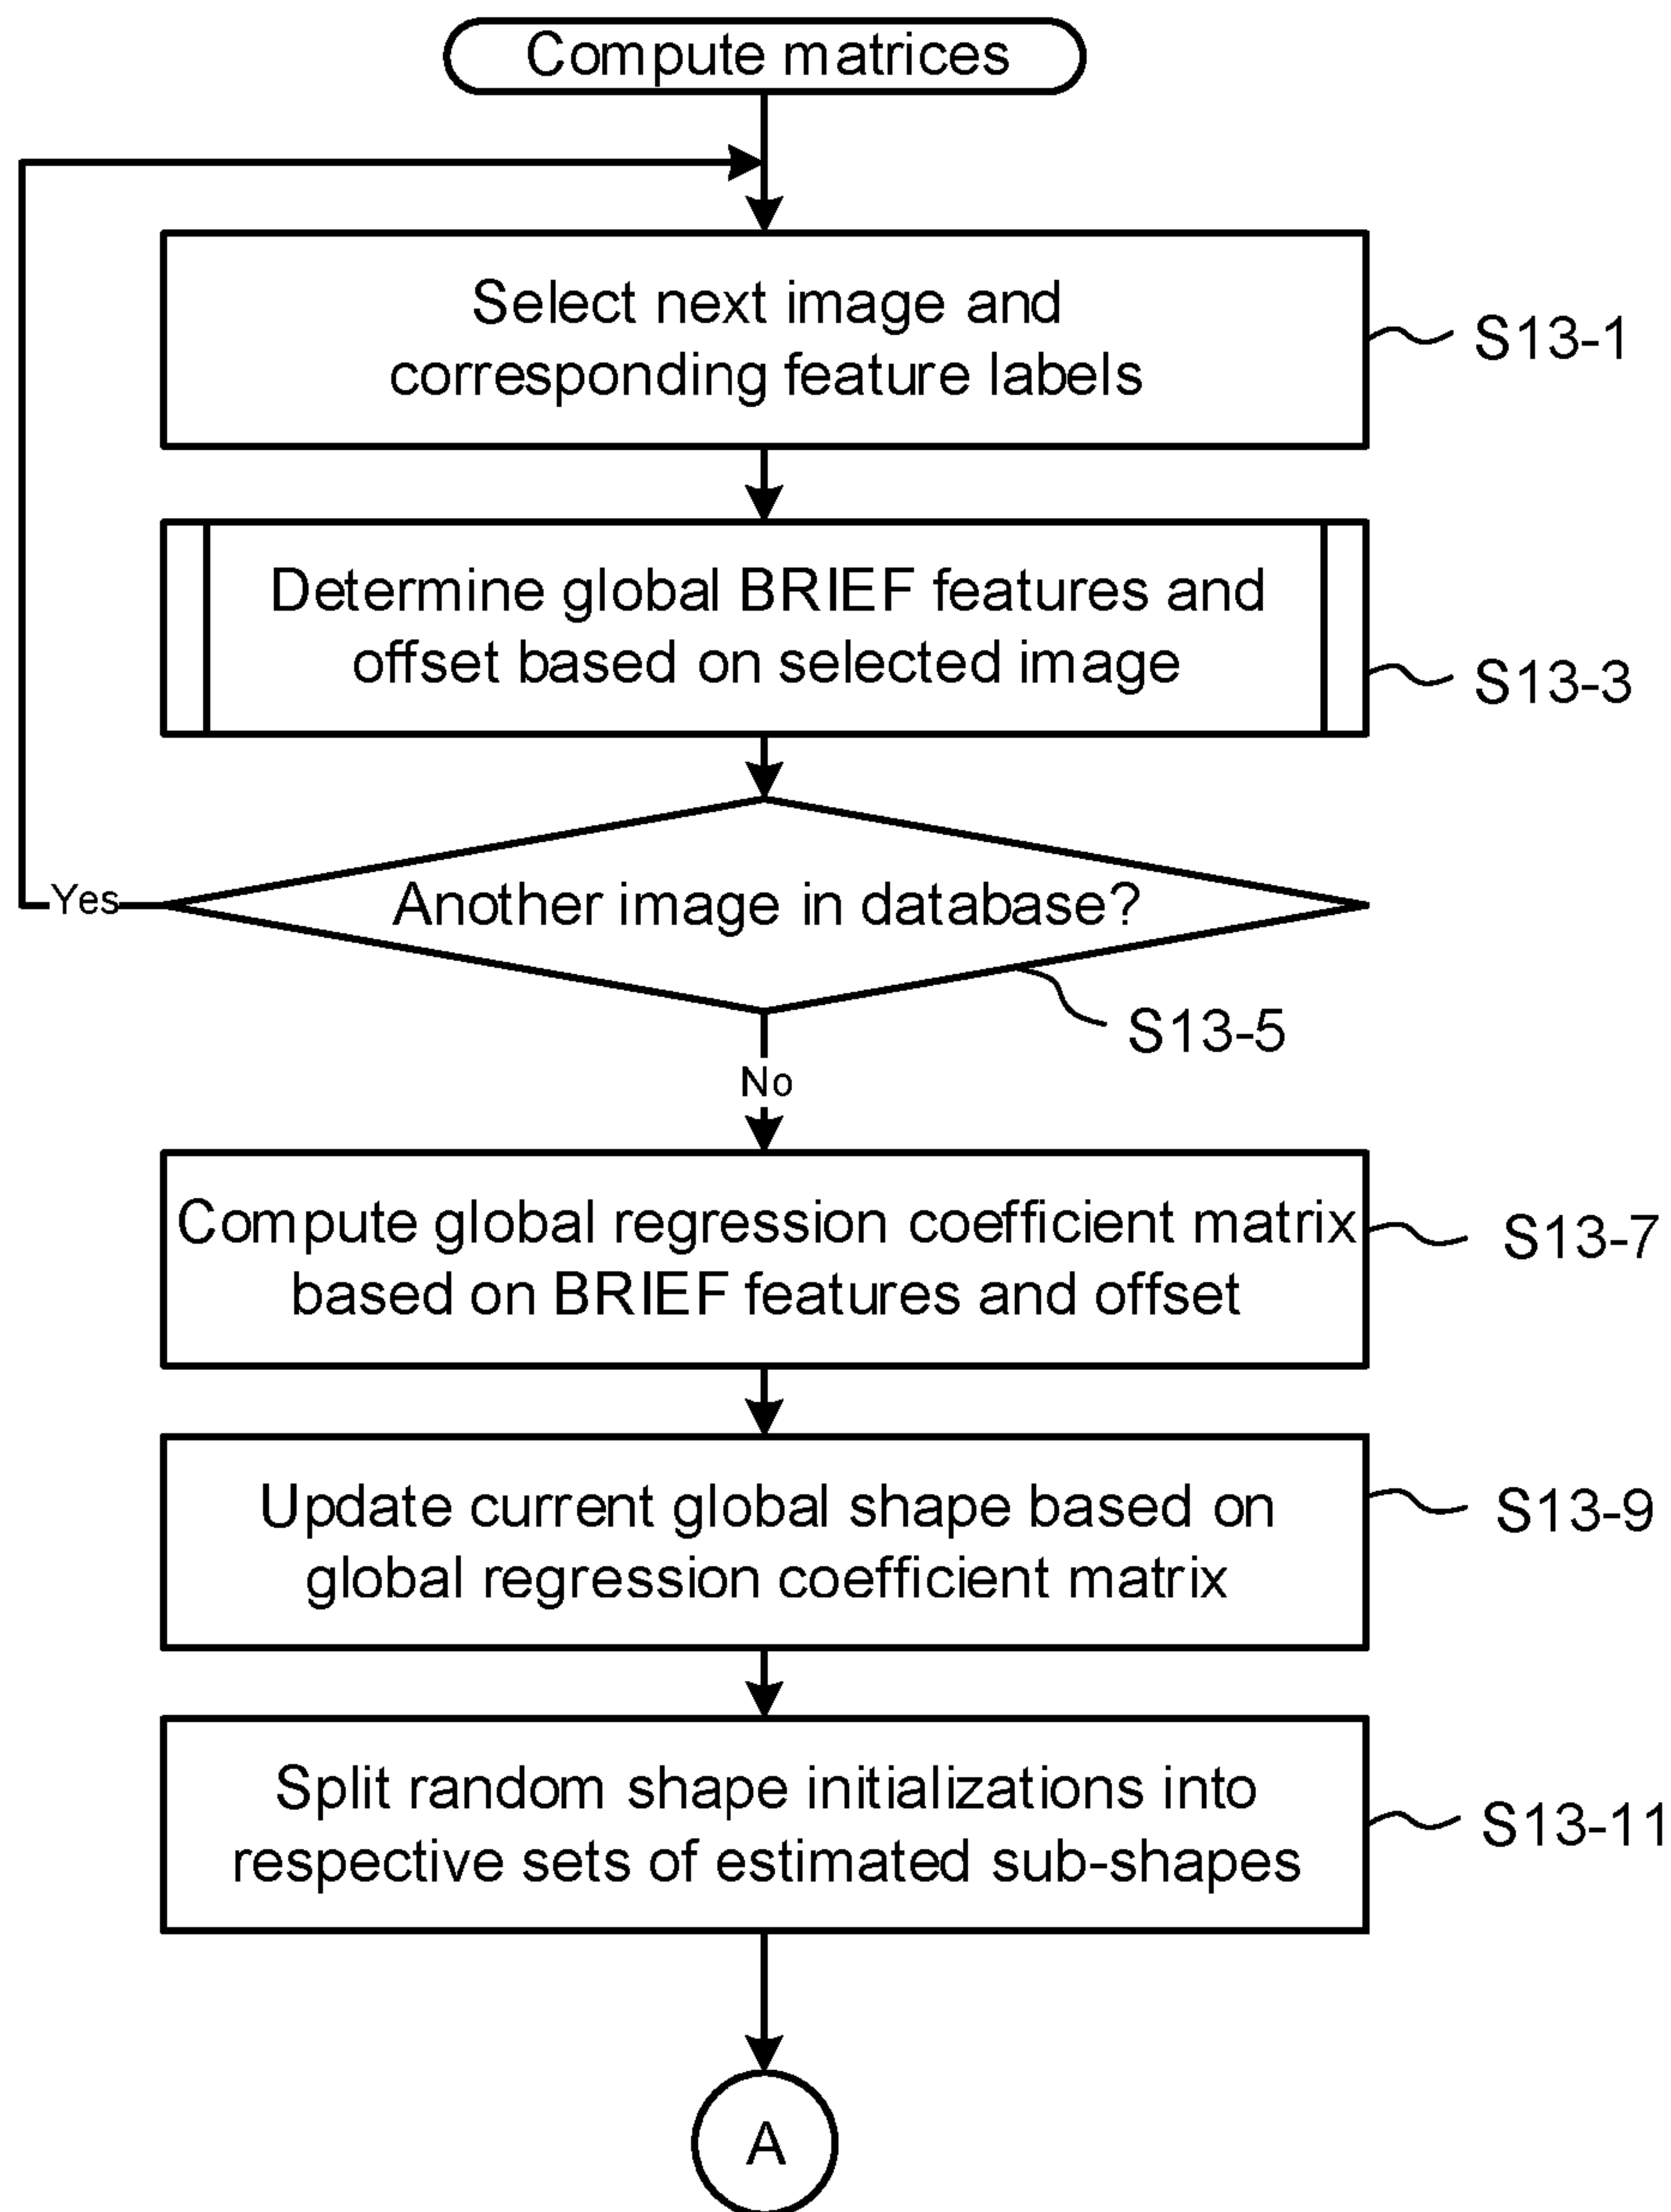 Compute matrices
Select next image and
corresponding feature labels
S13-1
Determine global BRIEF features and
offset based on selected image
S13-3
Another image in database?
Yes
S13-5
No
Compute global regression coefficient matrix
based on BRIEF features and offset
S13-7
Update current global shape based on
global regression coefficient matrix
S13-9
Split random shape initializations into
respective sets of estimated sub-shapes
S13-11
A